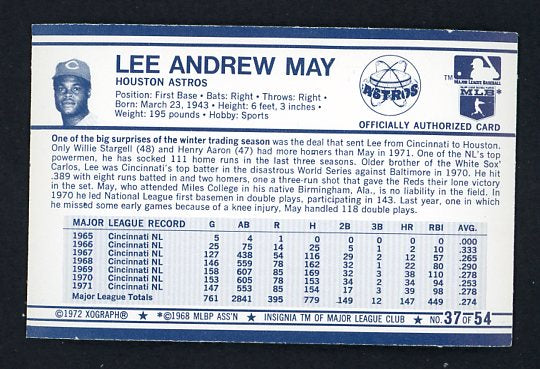 LEE ANDREW MAY
HOUSTON ASTROS
Position: First Base • Bats: Right • Throws: Right •
Born: March 23, 1943 • Height: 6 feet, 3 inches •
Weight: 195 pounds • Hobby: Sports
ASTROS
TM
MAJOR LEAGUE BASEBALL
MLB*
OFFICIALLY AUTHORIZED CARD
One of the big surprises of the winter trading season was the deal that sent Lee from Cincinnati to Houston.
Only Willie Stargell (48) and Henry Aaron (47) had more homers than May in 1971. One of the NL's top
powermen, he has socked 111 home runs in the last three seasons. Older brother of the White Sox'
Carlos, Lee was Cincinnati's top batter in the disastrous World Series against Baltimore in 1970. He hit
.389 with eight runs batted in and two homers, one a three-run shot that gave the Reds their lone victory
in the set. May, who attended Miles College in his native Birmingham, Ala., is no liability in the field. In
1970 he led National League first basemen in double plays, participating in 143. Last year, one in which
he missed some early games because of a knee injury, May handled 118 double plays.
MAJOR LEAGUE RECORD G AB R H 2B 3B HR RBI AVG.
1965 Cincinnati NL 5 4 1 0 0 0 0 0 .000
1966 Cincinnati NL 25 75 14 25 5 1 2 10 .333
1967 Cincinnati NL 127 438 54 116 29 2 12 57 .265
1968 Cincinnati NL 146 559 78 162 32 1 22 80 .290
1969 Cincinnati NL 158 607 85 169 32 3 38 110 .278
1970 Cincinnati NL 153 605 78 153 34 2 34 94 .253
1971 Cincinnati NL 147 553 85 154 17 3 39 98 .278
Major League Totals 761 2841 395 779 149 12 147 449 .274
©1972 XOGRAPH® ★ *©1968 MLBP ASS'N ★ INSIGNIA TM OF MAJOR LEAGUE CLUB ★ NO. 37 OF 54